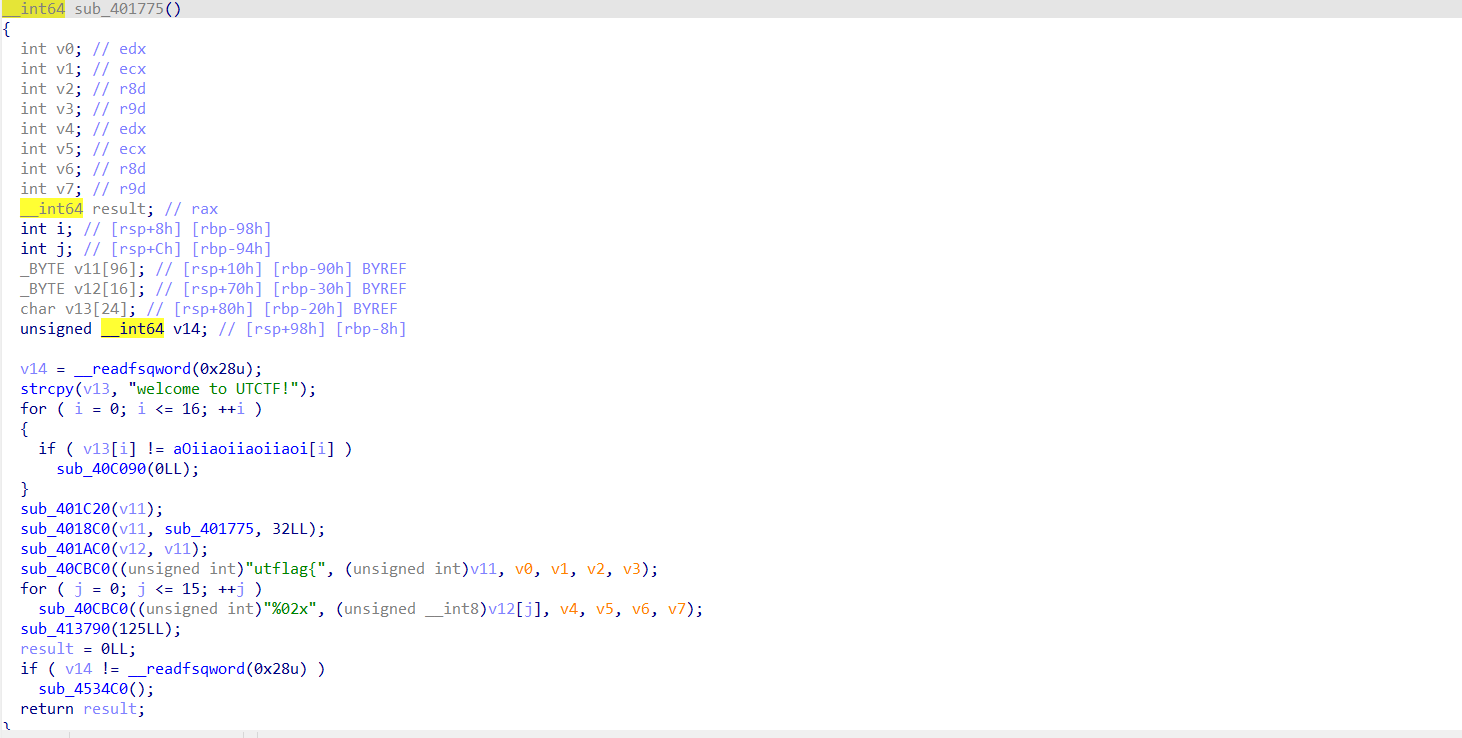 __int64 sub_401775()
{
  int v0; // edx
  int v1; // ecx
  int v2; // r8d
  int v3; // r9d
  int v4; // edx
  int v5; // ecx
  int v6; // r8d
  int v7; // r9d
  __int64 result; // rax
  int i; // [rsp+8h] [rbp-98h]
  int j; // [rsp+Ch] [rbp-94h]
  _BYTE v11[96]; // [rsp+10h] [rbp-90h] BYREF
  _BYTE v12[16]; // [rsp+70h] [rbp-30h] BYREF
  char v13[24]; // [rsp+80h] [rbp-20h] BYREF
  unsigned __int64 v14; // [rsp+98h] [rbp-8h]

  v14 = __readfsqword(0x28u);
  strcpy(v13, "welcome to UTCTF!");
  for ( i = 0; i <= 16; ++i )
  {
    if ( v13[i] != aOiiaoiiaoiiaoi[i] )
      sub_40C090(0LL);
  }
  sub_401C20(v11);
  sub_4018C0(v11, sub_401775, 32LL);
  sub_401AC0(v12, v11);
  sub_40CBC0((unsigned int)"utflag{", (unsigned int)v11, v0, v1, v2, v3);
  for ( j = 0; j <= 15; ++j )
    sub_40CBC0((unsigned int)"%02x", (unsigned __int8)v12[j], v4, v5, v6, v7);
  sub_413790(125LL);
  result = 0LL;
  if ( v14 != __readfsqword(0x28u) )
    sub_4534C0();
  return result;
}